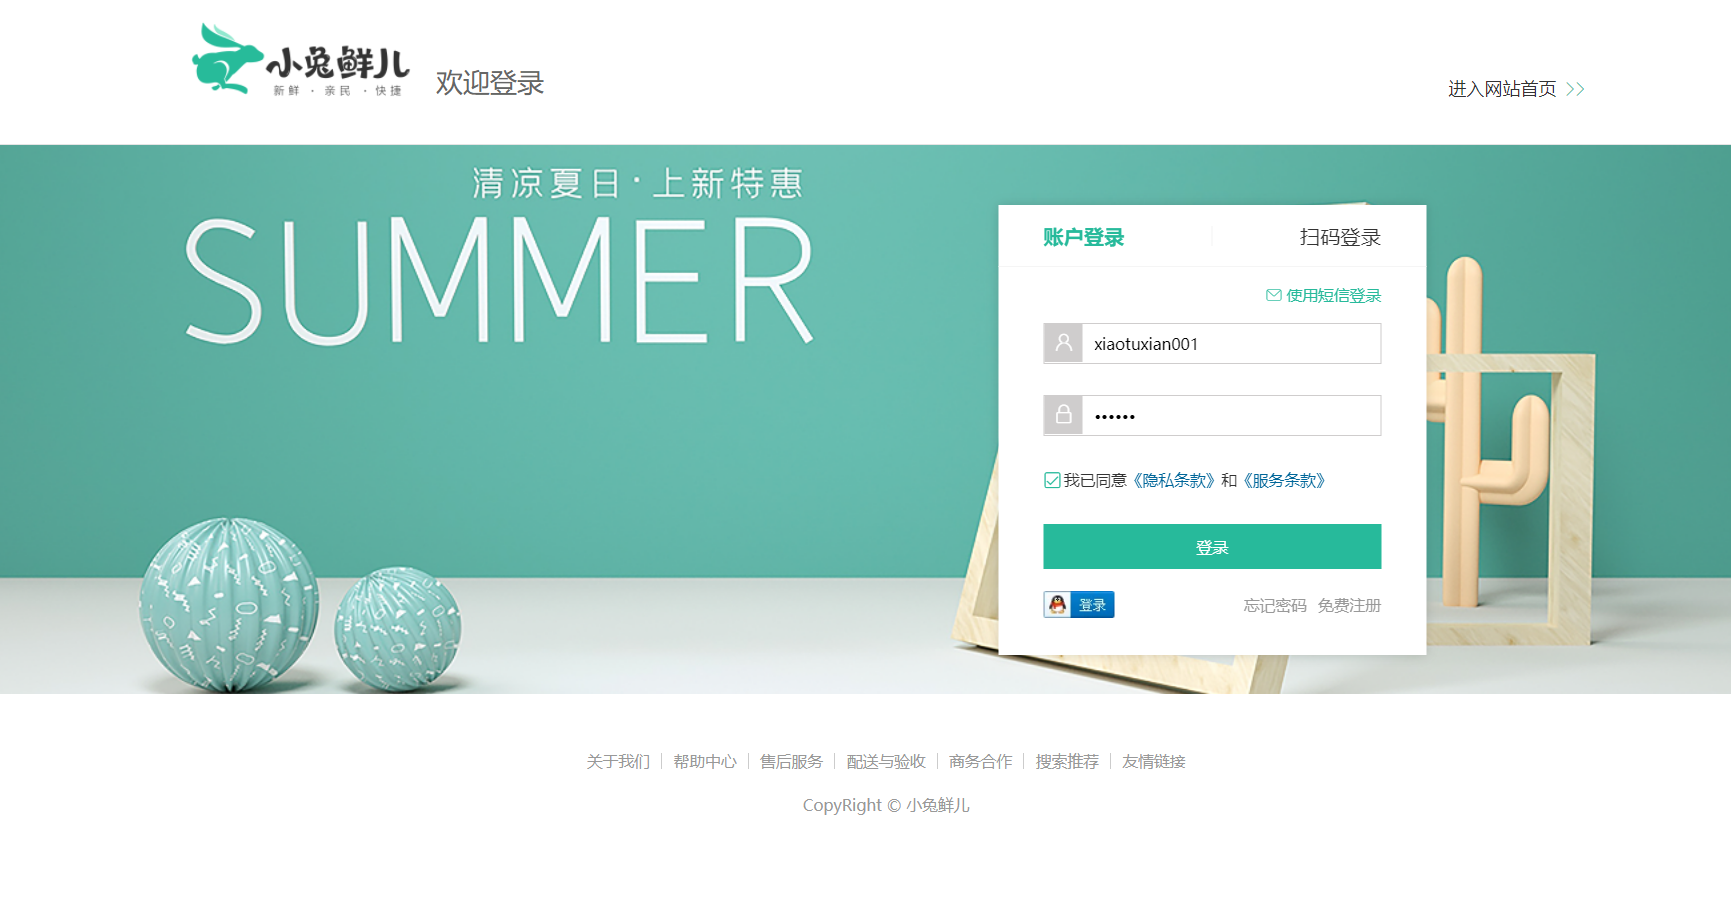 小兔鲜儿
新鲜 · 亲民 · 快捷
欢迎登录
进入网站首页 >>
清凉夏日·上新特惠
SUMMER
账户登录
扫码登录
使用短信登录
xiaotuxian001
••••••
我已同意《隐私条款》和《服务条款》
登录
登录
忘记密码 免费注册
关于我们 | 帮助中心 | 售后服务 | 配送与验收 | 商务合作 | 搜索推荐 | 友情链接
CopyRight © 小兔鲜儿